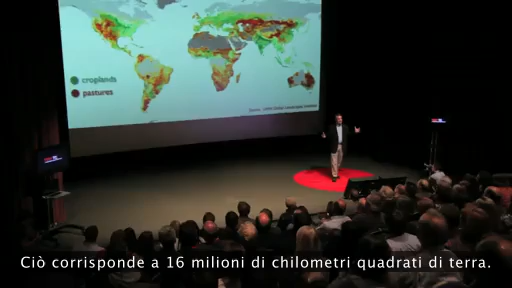 croplands
pastures
Ciò corrisponde a 16 milioni di chilometri quadrati di terra.